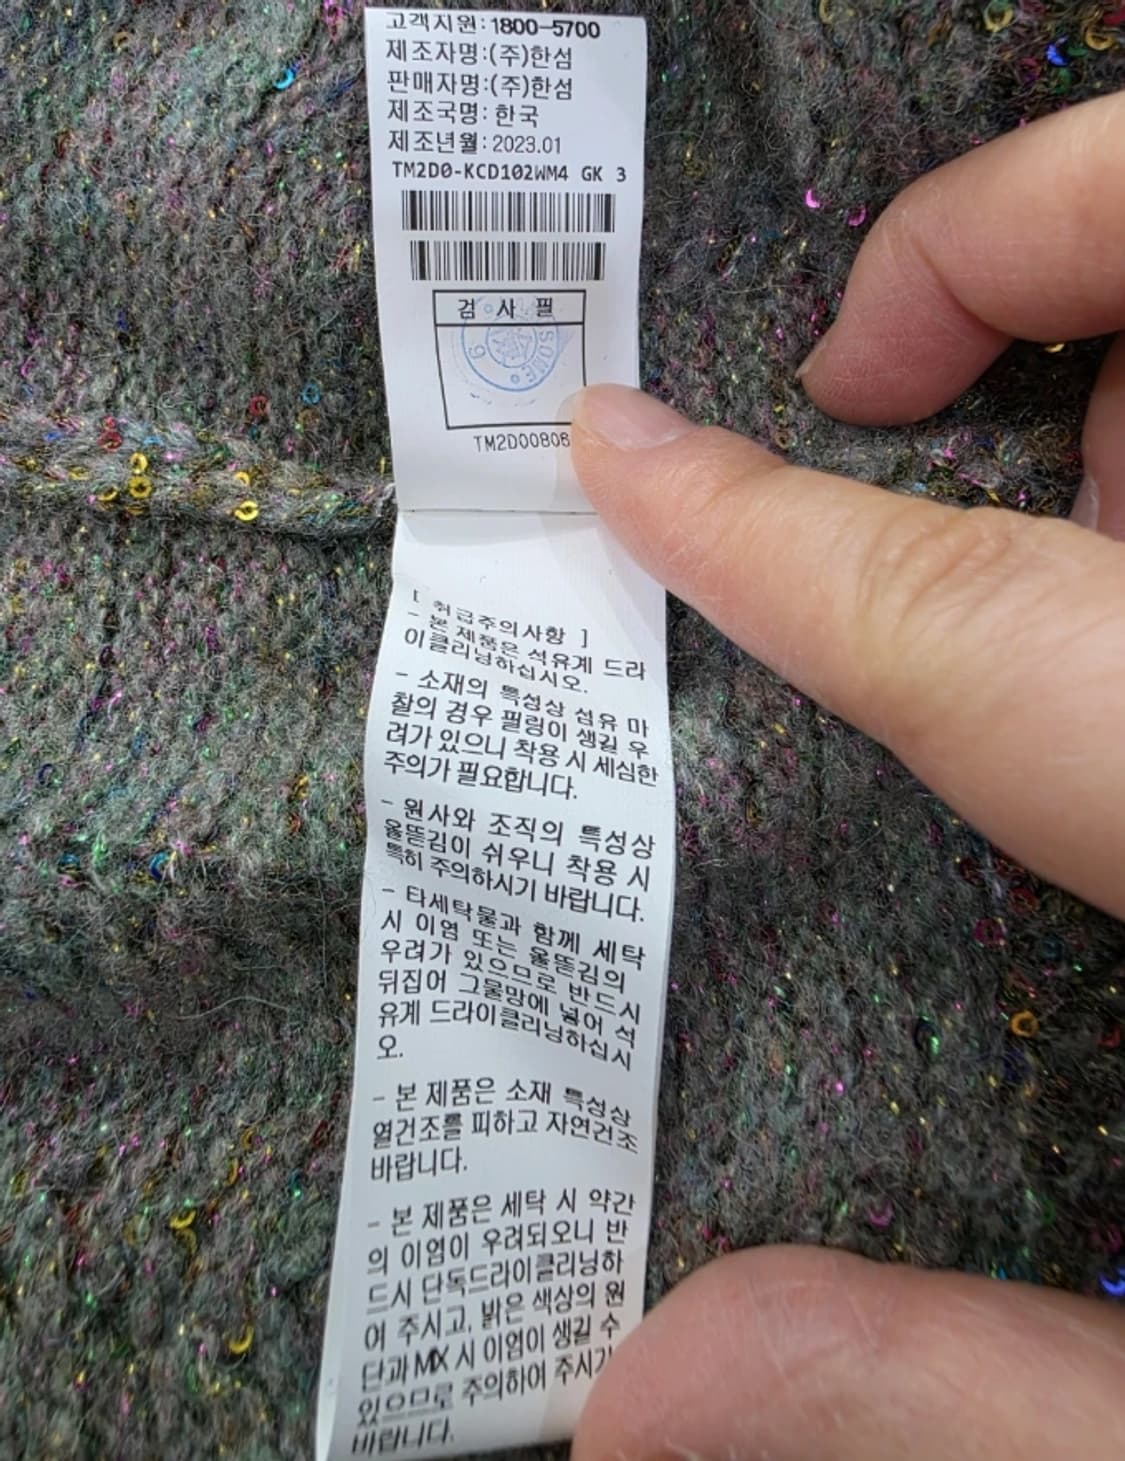 고객지원:1800-5700
제조자명:(주)한섬
판매자명:(주)한섬
제조국명: 한국
제조년월: 2023.01
TM2D0-KCD102WM4 GK 3
검 사 필
SOME
6
TM2D00808
[ 취급주의사항 ]
- 본 제품은 석유계 드라
이클리닝하십시오.
- 소재의 특성상 섬유 마
찰의 경우 필링이 생길 우
려가 있으니 착용 시 세심한
주의가 필요합니다.
- 원사와 조직의 특성상
올뜯김이 쉬우니 착용 시
특히 주의하시기 바랍니다.
- 타세탁물과 함께 세탁
시 이염 또는 올뜯김의
우려가 있으므로 반드시
뒤집어 그물망에 넣어 석
유계 드라이클리닝하십시
오.
- 본 제품은 소재 특성상
열건조를 피하고 자연건조
바랍니다.
- 본 제품은 세탁 시 약간
의 이염이 우려되오니 반
드시 단독드라이클리닝하
여 주시고, 밝은 색상의 원
단과 MIX 시 이염이 생길 수
있으므로 주의하여 주시기
바랍니다.